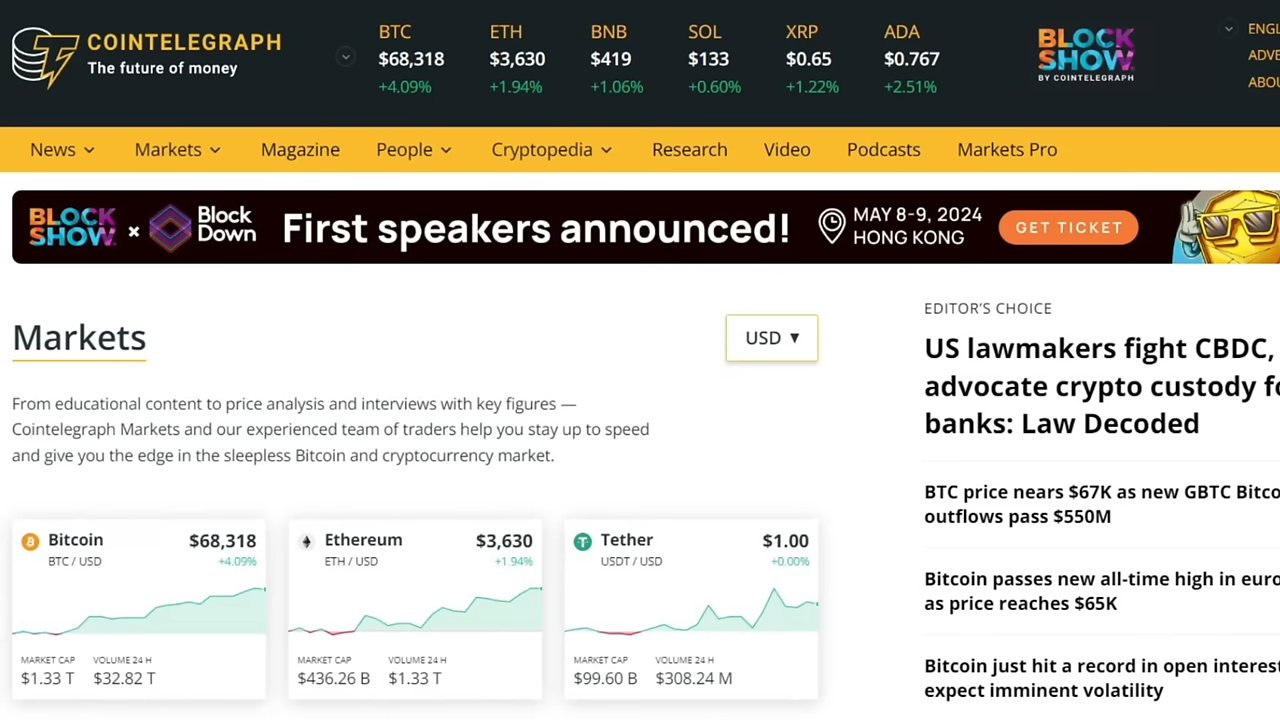 COINTELEGRAPH
The future of money
BTC
$68,318
+4.09%
ETH
$3,630
+1.94%
BNB
$419
+1.06%
SOL
$133
+0.60%
XRP
$0.65
+1.22%
ADA
$0.767
+2.51%
BLOCK
SHOW
BY COINTELEGRAPH
ENGL
ADVE
ABOU
News
Markets
Magazine
People
Cryptopedia
Research
Video
Podcasts
Markets Pro
BLOCK
SHOW
×
Block
Down
First speakers announced!
MAY 8-9, 2024
HONG KONG
GET TICKET
Markets
USD ▼
From educational content to price analysis and interviews with key figures —
Cointelegraph Markets and our experienced team of traders help you stay up to speed
and give you the edge in the sleepless Bitcoin and cryptocurrency market.
Bitcoin
$68,318
BTC / USD
+4.09%
MARKET CAP
VOLUME 24 H
$1.33 T
$32.82 T
Ethereum
$3,630
ETH / USD
+1.94%
MARKET CAP
VOLUME 24 H
$436.26 B
$1.33 T
Tether
$1.00
USDT / USD
+0.00%
MARKET CAP
VOLUME 24 H
$99.60 B
$308.24 M
EDITOR'S CHOICE
US lawmakers fight CBDC,
advocate crypto custody fo
banks: Law Decoded
BTC price nears $67K as new GBTC Bitco
outflows pass $550M
Bitcoin passes new all-time high in euro
as price reaches $65K
Bitcoin just hit a record in open interest
expect imminent volatility